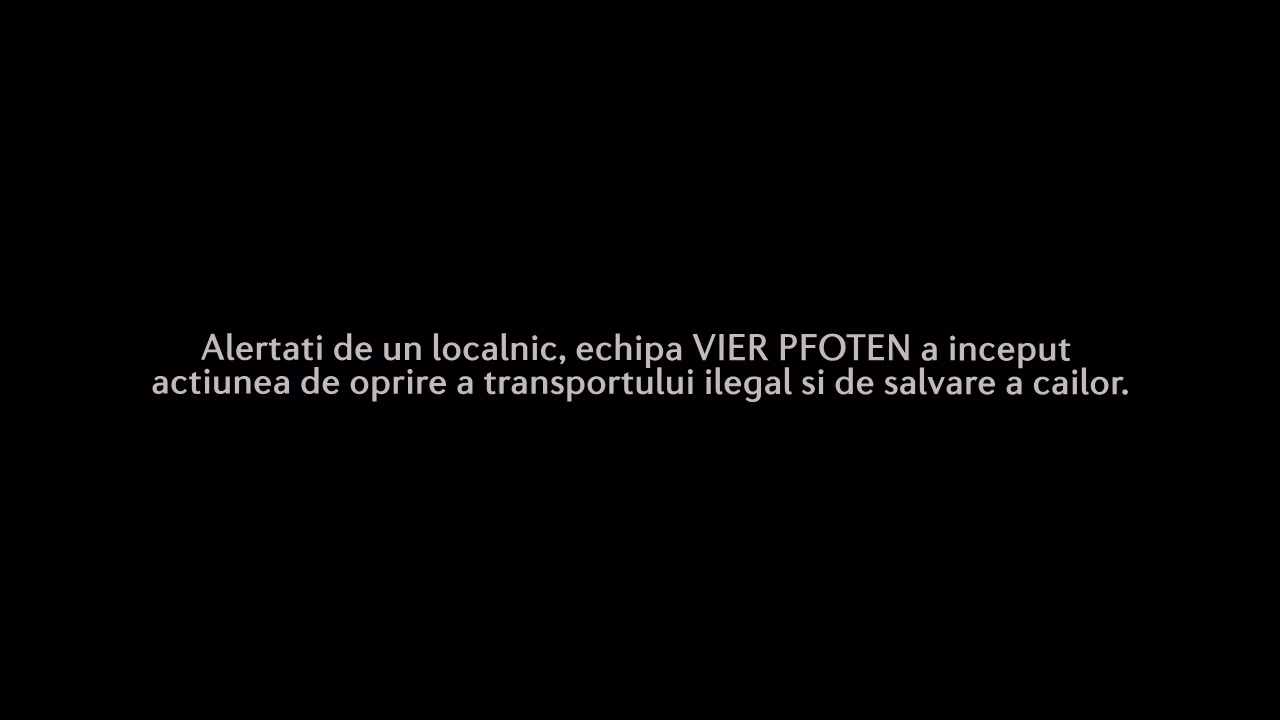 Alertati de un localnic, echipa VIER PFOTEN a inceput
actiunea de oprire a transportului ilegal si de salvare a cailor.